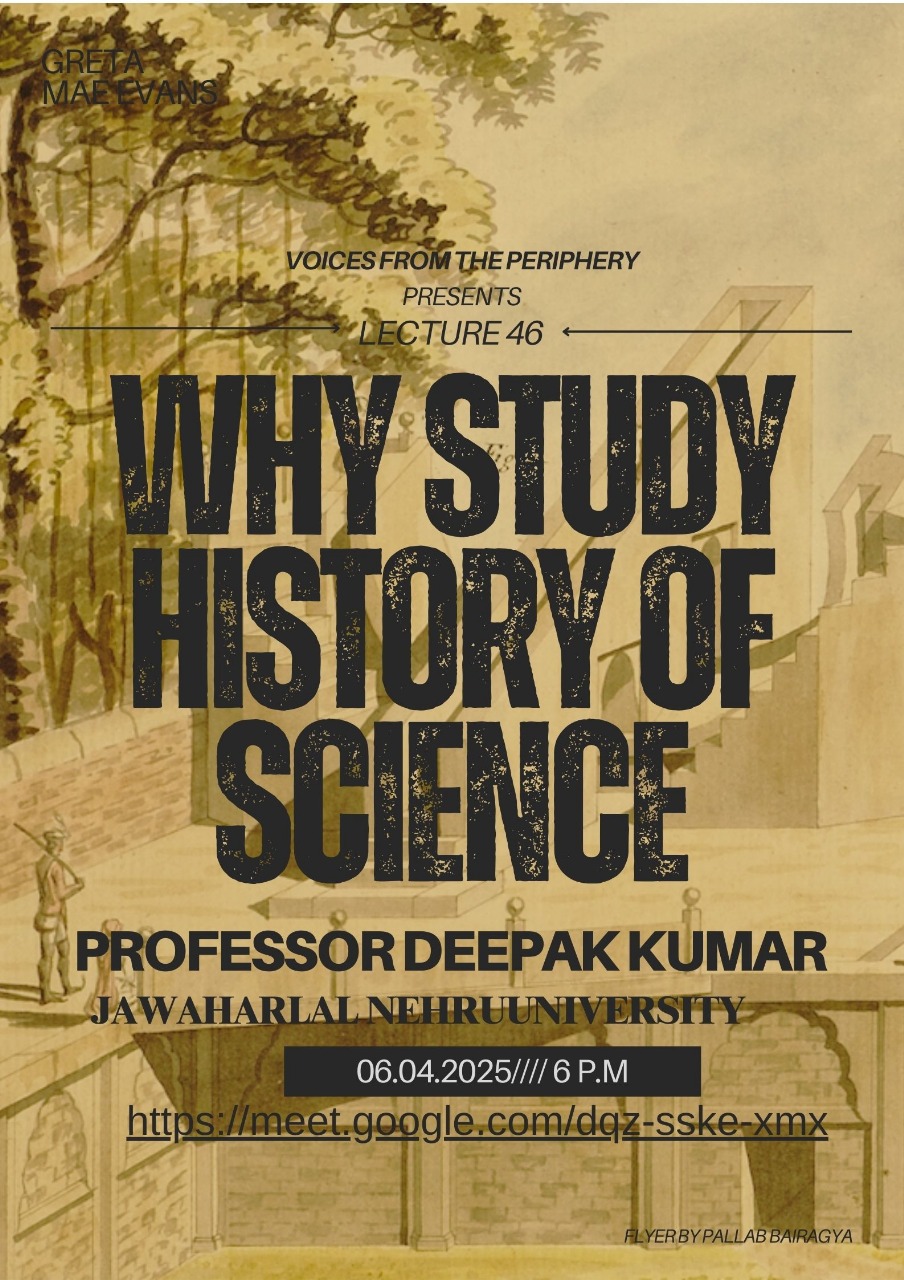 GRETA
MAE EVANS
VOICES FROM THE PERIPHERY
PRESENTS
LECTURE 46
WHY STUDY
HISTORY OF
SCIENCE
PROFESSOR DEEPAK KUMAR
JAWAHARLAL NEHRUUNIVERSITY
06.04.2025//// 6 P.M
https://meet.google.com/dqz-sske-xmx
FLYER BY PALLAB BAIRAGYA